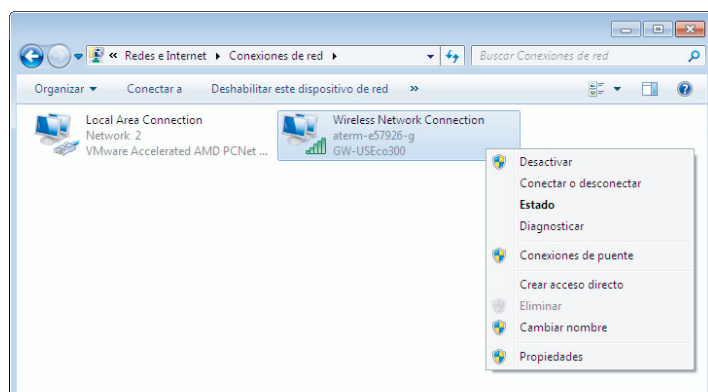 « Redes e Internet ▸ Conexiones de red ▸
Buscar Conexiones de red
Organizar ▼ Conectar a Deshabilitar este dispositivo de red »
Local Area Connection
Network 2
VMware Accelerated AMD PCNet ...
Wireless Network Connection
aterm-e57926-g
GW-USEco300
Desactivar
Conectar o desconectar
Estado
Diagnosticar
Conexiones de puente
Crear acceso directo
Eliminar
Cambiar nombre
Propiedades